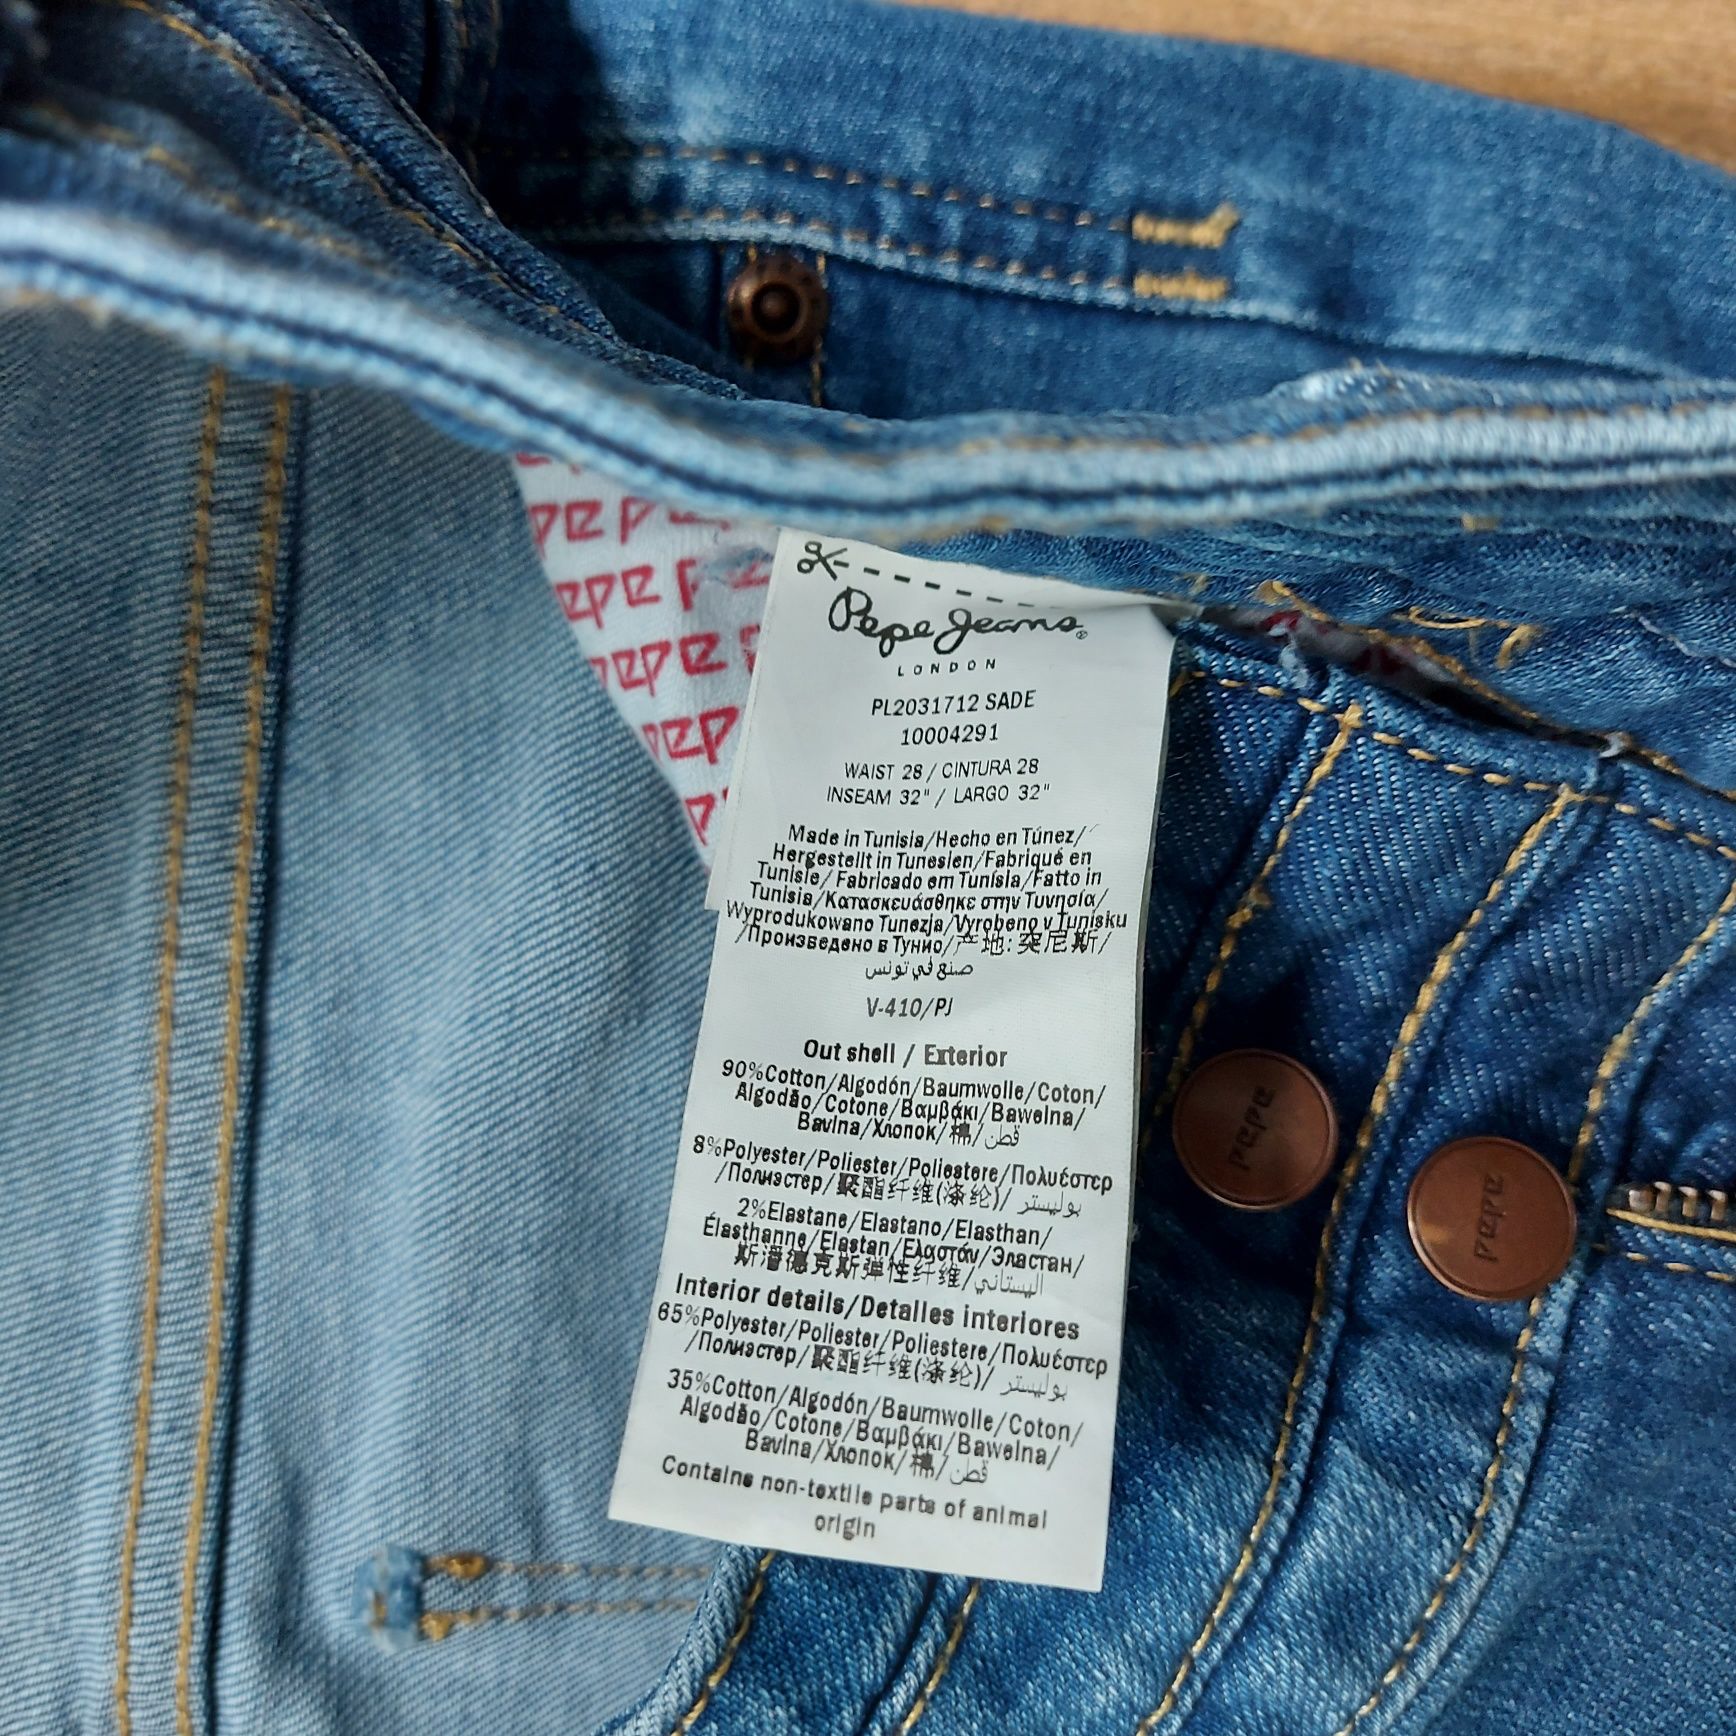 Pepe Jeans
LONDON
PL2031712 SADE
10004291
WAIST 28 / CINTURA 28
INSEAM 32" / LARGO 32"
Made in Tunisia/Hecho en Túnez/
Hergestellt in Tunesien/Fabriqué en
Tunisie/Fabricado em Tunísia/Fatto in
Tunisia/Κατασκευάσθηκε στην Τυνησία/
Wyprodukowano Tunezja/Vyrobeno v Tunisku
/Произведено в Тунис/产地:突尼斯/
صنع في تونس
V-410/PJ
Out shell / Exterior
90%Cotton/Algodón/Baumwolle/Coton/
Algodão/Cotone/Βαμβάκι/Bawelna/
Bavlna/Хлопок/棉/قطن
8%Polyester/Poliester/Poliestere/Πολυέστερ
/Полиэстер/聚酯纤维(涤纶)/بوليستر
2%Elastane/Elastano/Elasthan/
Élasthanne/Elastan/Ελαστάν/Эластан/
斯潘德克斯弹性纤维/اليستاني
Interior details/Detalles interiores
65%Polyester/Poliester/Poliestere/Πολυέστερ
/Полиэстер/聚酯纤维(涤纶)/بوليستر
35%Cotton/Algodón/Baumwolle/Coton/
Algodão/Cotone/Βαμβάκι/Bawelna/
Bavlna/Хлопок/棉/قطن
Contains non-textile parts of animal
origin
pepe
pepe
pepe
pepe
pepe